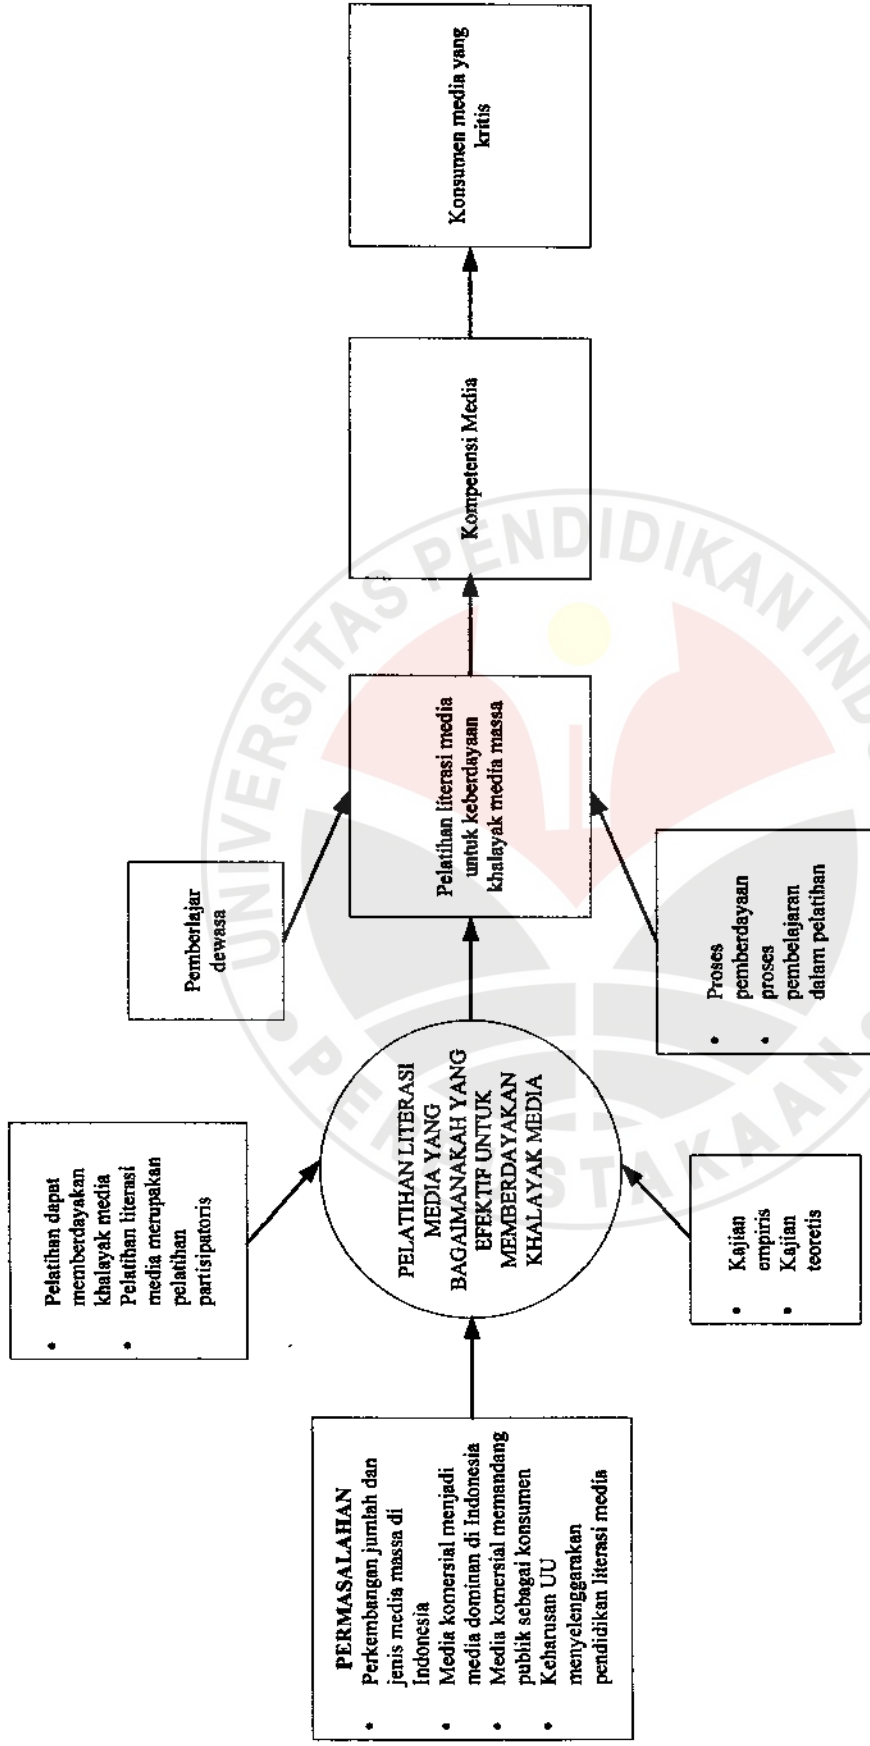 PERMASALAHAN
• Perkembangan jumlah dan
jenis media massa di
Indonesia
• Media komersial menjadi
media dominan di Indonesia
• Media komersial memandang
publik sebagai konsumen
• Keharusan UU
menyelenggarakan
pendidikan literasi media
• Pelatihan dapat
memberdayakan
khalayak media
• Pelatihan literasi
media merupakan
pelatihan
partisipatoris
PELATIHAN LITERASI
MEDIA YANG
BAGAIMANAKAH YANG
EFEKTIF UNTUK
MEMBERDAYAKAN
KHALAYAK MEDIA
• Kajian
empiris
• Kajian
teoretis
Pemberlajar
dewasa
Pelatihan literasi media
untuk keberdayaan
khalayak media massa
• Proses
pemberdayaan
• proses
pembelajaran
dalam pelatihan
Kompetensi Media
Konsumen media yang
kritis
UNIVERSITAS PENDIDIKAN INDO
PERPUSTAKAAN